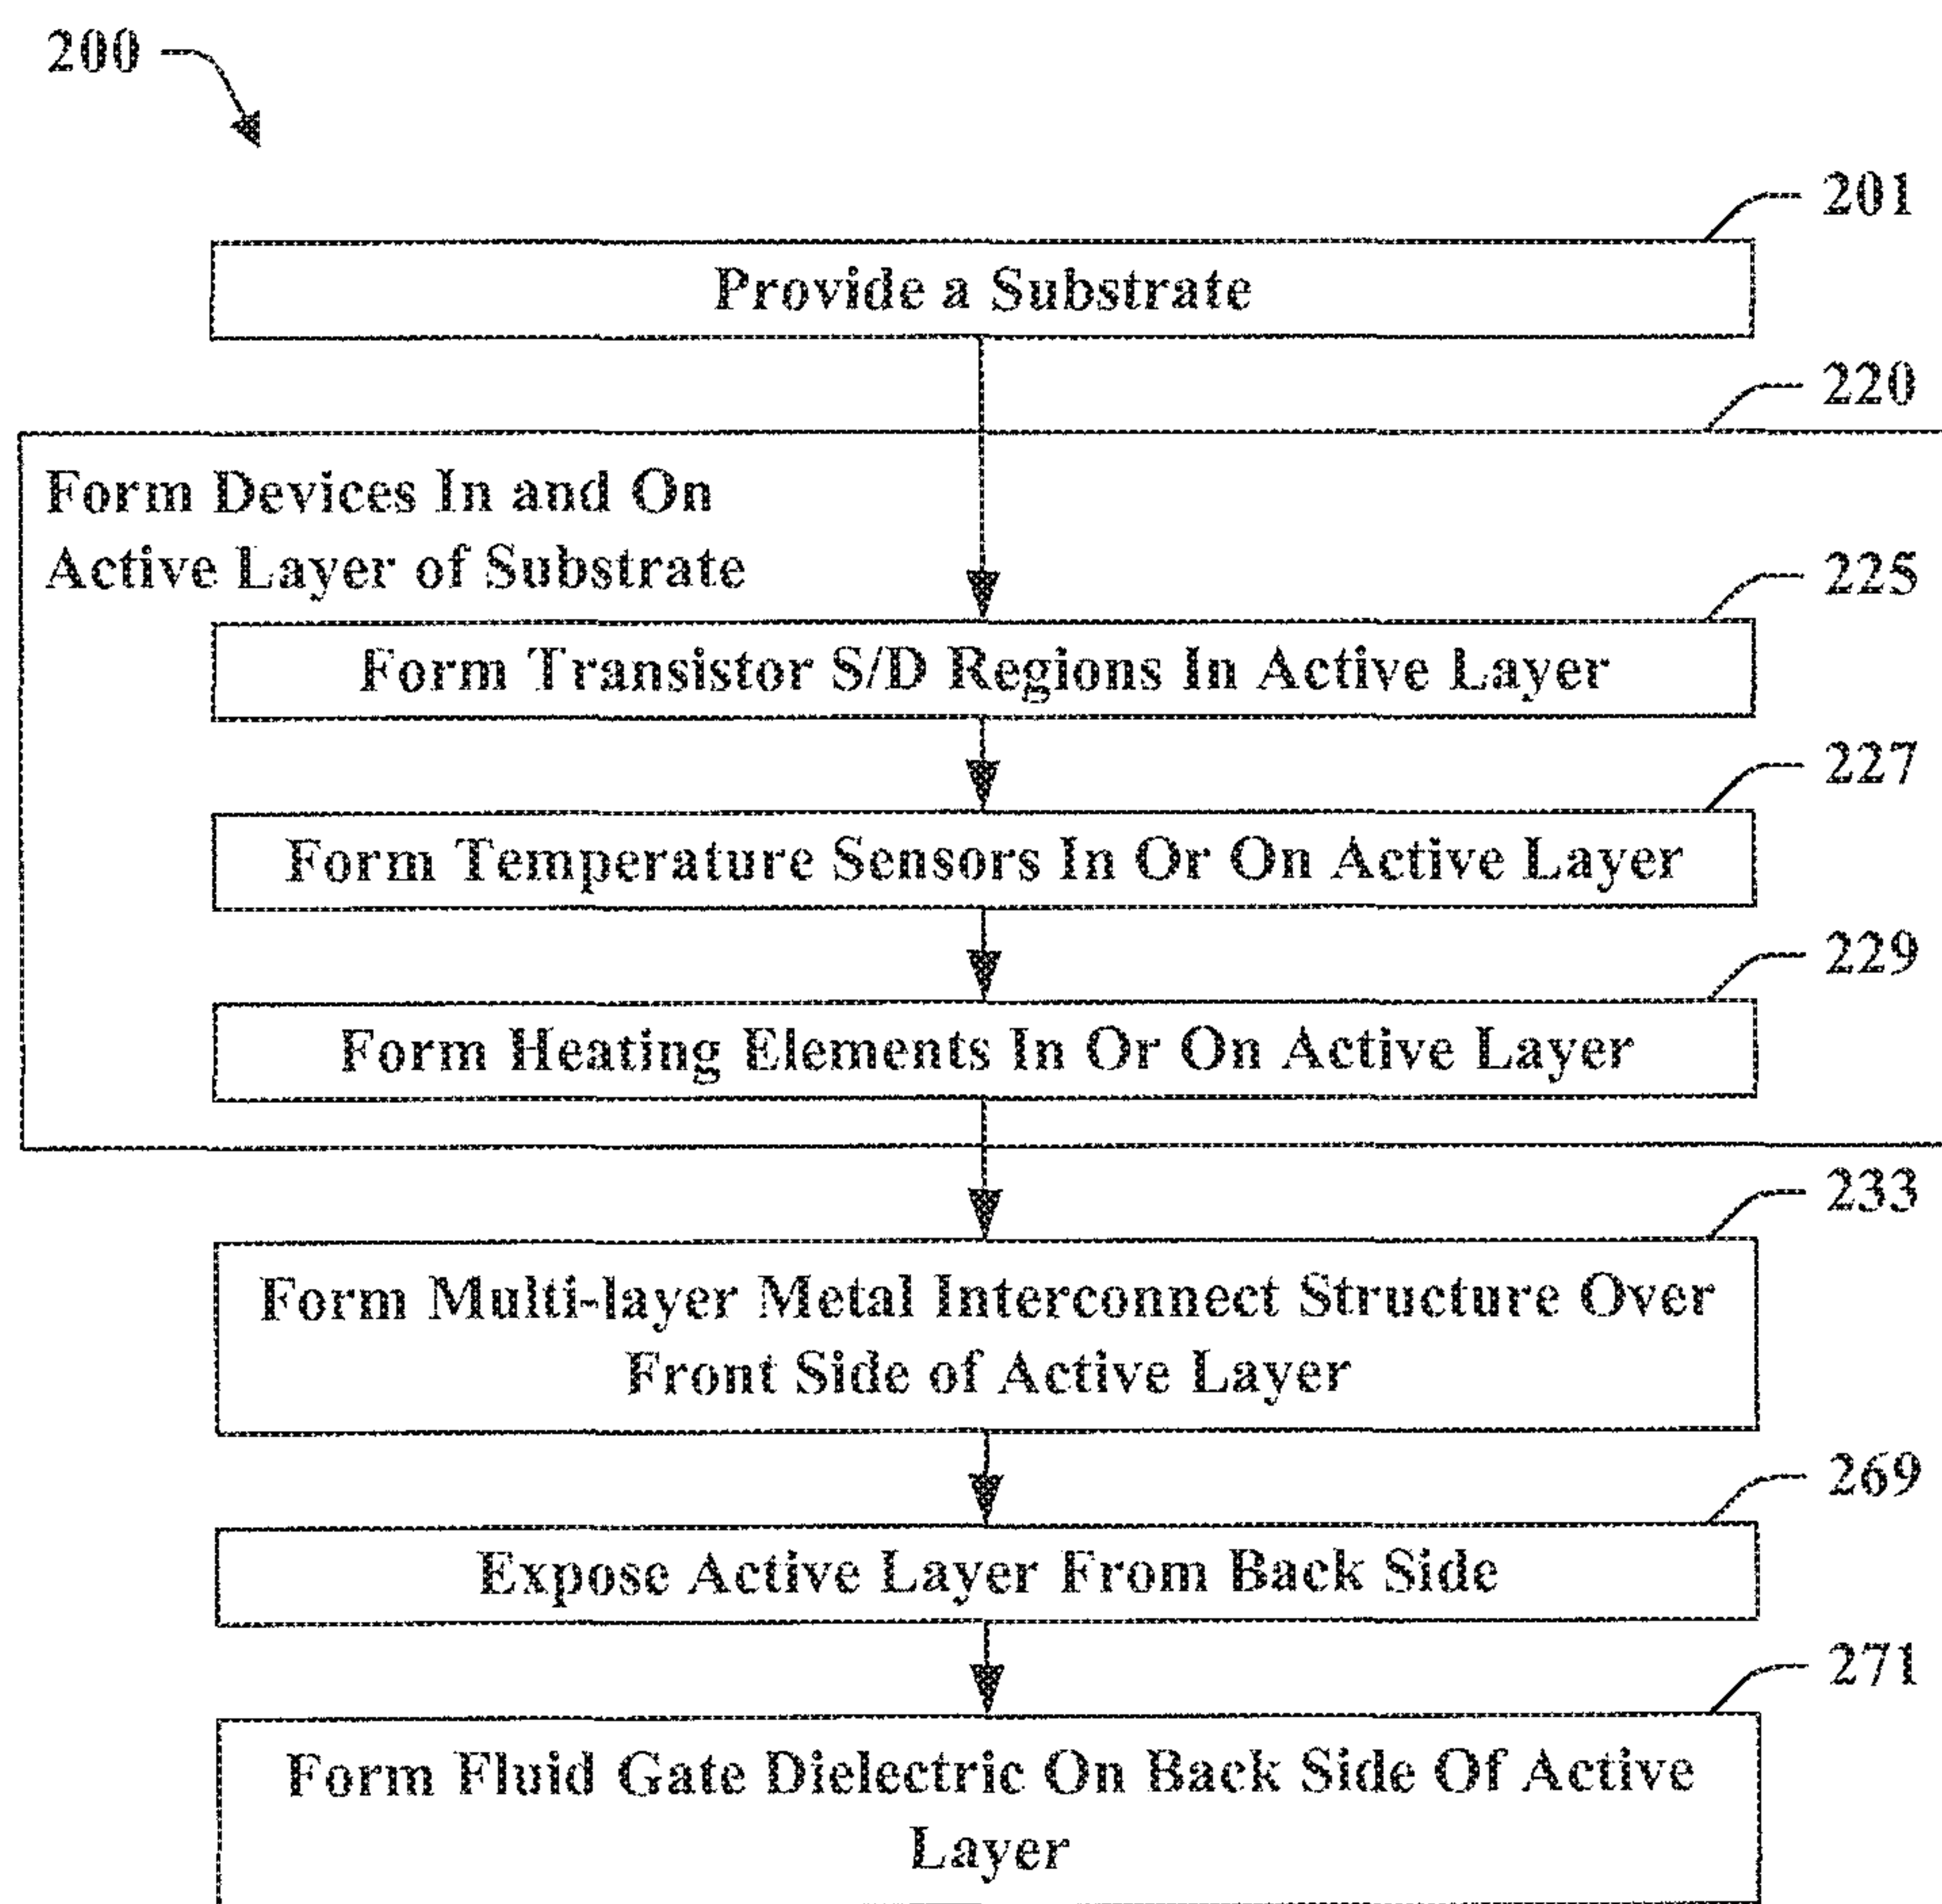 200
201
Provide a Substrate
220
Form Devices In and On
Active Layer of Substrate
225
Form Transistor S/D Regions In Active Layer
227
Form Temperature Sensors In Or On Active Layer
229
Form Heating Elements In Or On Active Layer
233
Form Multi-layer Metal Interconnect Structure Over
Front Side of Active Layer
269
Expose Active Layer From Back Side
271
Form Fluid Gate Dielectric On Back Side Of Active
Layer